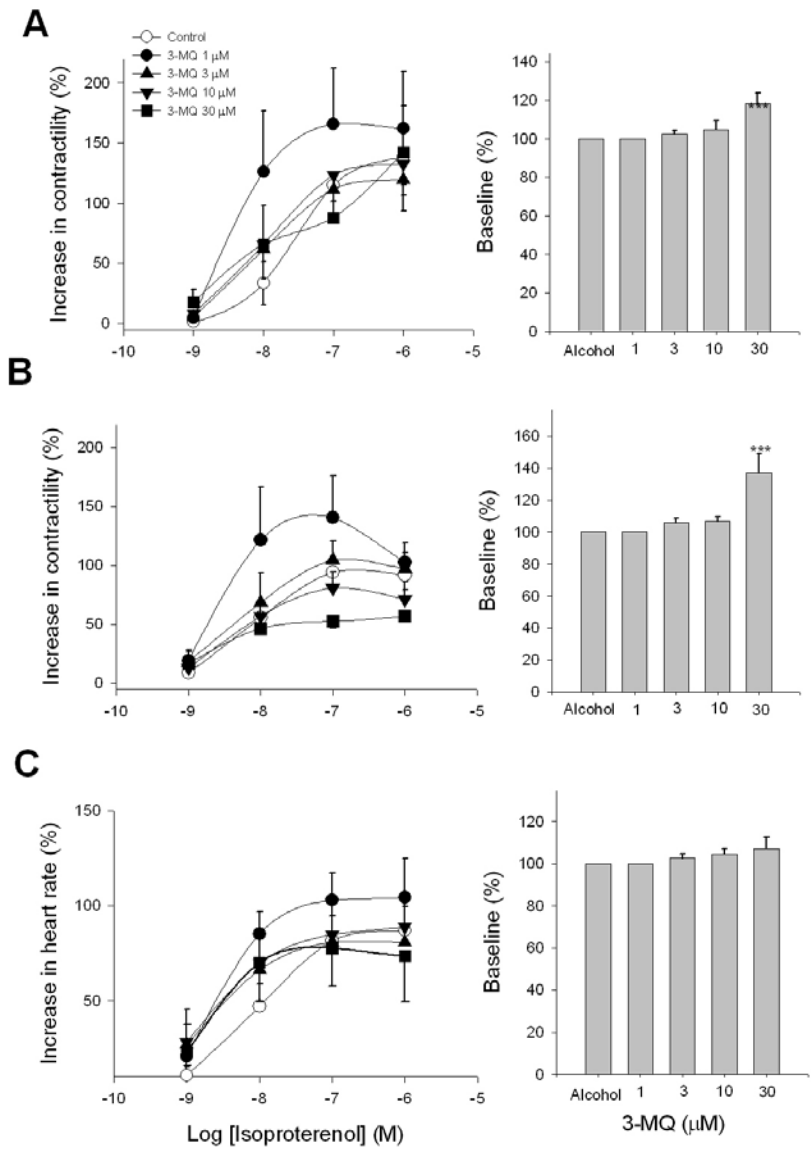 A
Control
3-MQ 1 μM
3-MQ 3 μM
3-MQ 10 μM
3-MQ 30 μM
Increase in contractility (%)
200
150
100
50
0
-10 -9 -8 -7 -6 -5
Baseline (%)
140
120
100
80
60
40
20
0
***
Alcohol 1 3 10 30
B
Increase in contractility (%)
200
150
100
50
0
-10 -9 -8 -7 -6 -5
Baseline (%)
160
140
120
100
80
60
40
20
0
***
Alcohol 1 3 10 30
C
Increase in heart rate (%)
150
100
50
-10 -9 -8 -7 -6 -5
Log [Isoproterenol] (M)
Baseline (%)
120
100
80
60
40
20
0
Alcohol 1 3 10 30
3-MQ (μM)